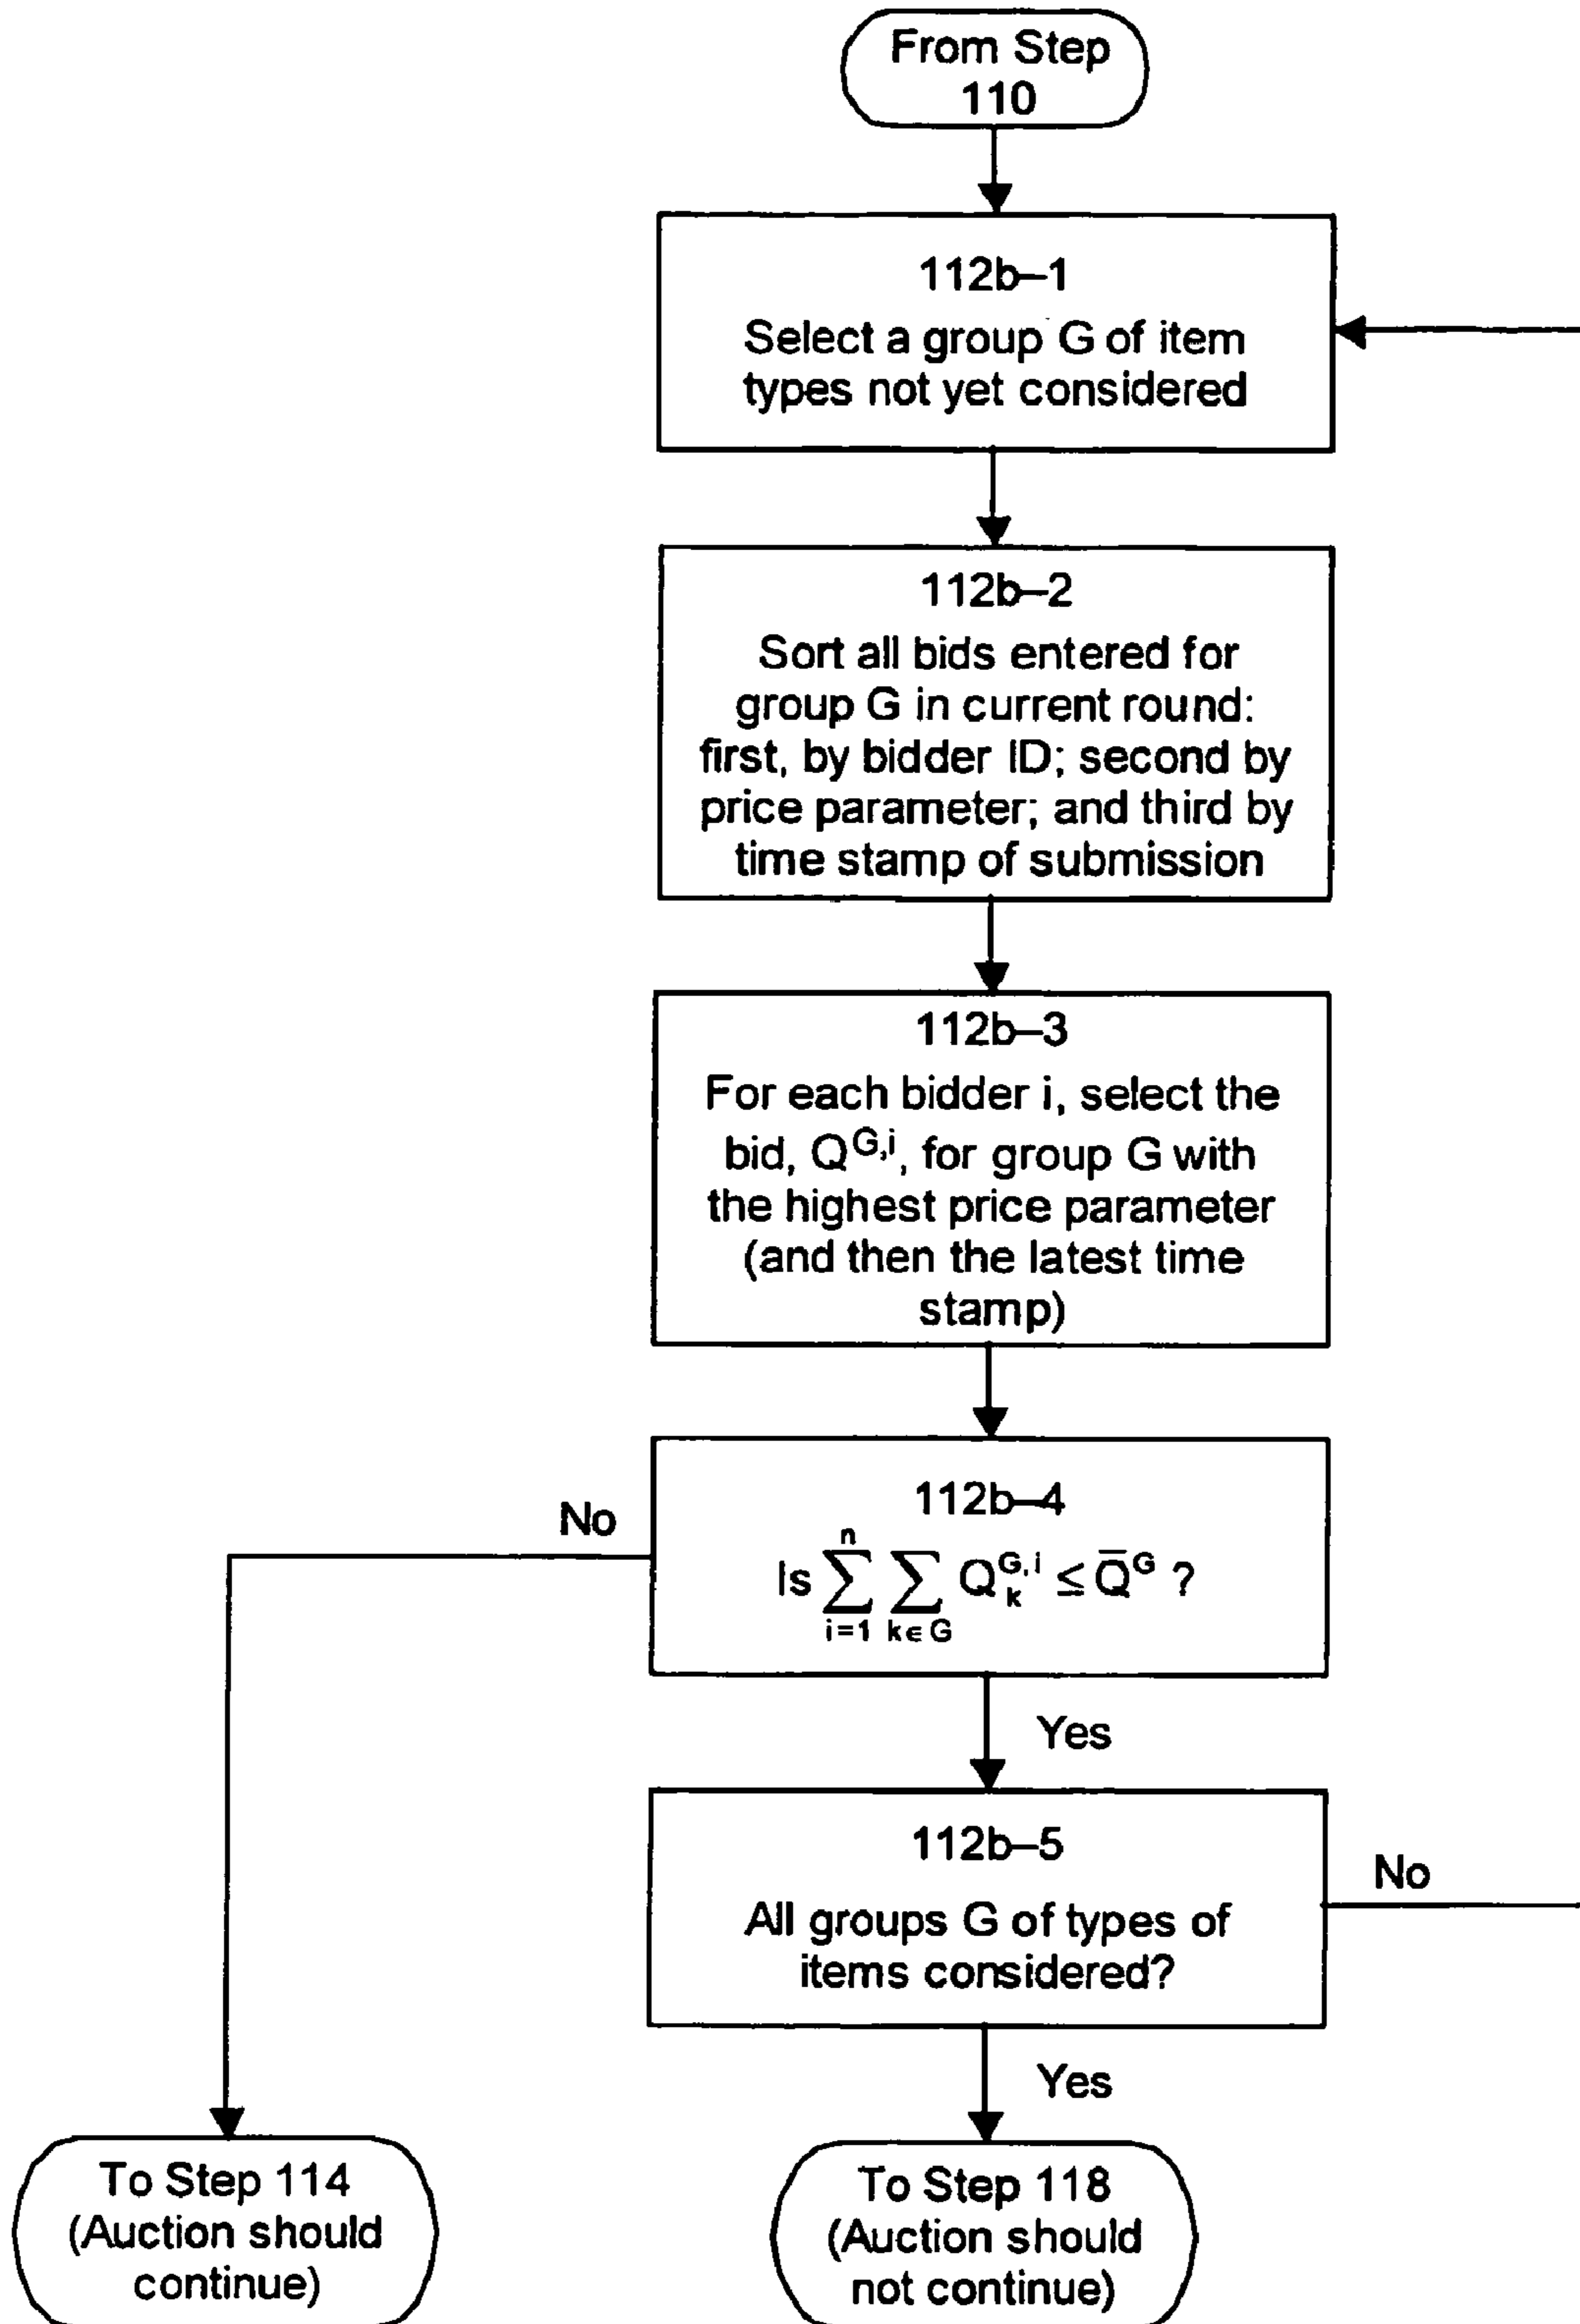 From Step
110
112b–1
Select a group G of item
types not yet considered
112b–2
Sort all bids entered for
group G in current round:
first, by bidder ID; second by
price parameter; and third by
time stamp of submission
112b–3
For each bidder i, select the
bid, Q^{G,i}, for group G with
the highest price parameter
(and then the latest time
stamp)
112b–4
Is \sum_{i=1}^{n} \sum_{k∈G} Q_k^{G,i} ≤ \bar{Q}^G ?
No
Yes
112b–5
All groups G of types of
items considered?
No
Yes
To Step 114
(Auction should
continue)
To Step 118
(Auction should
not continue)